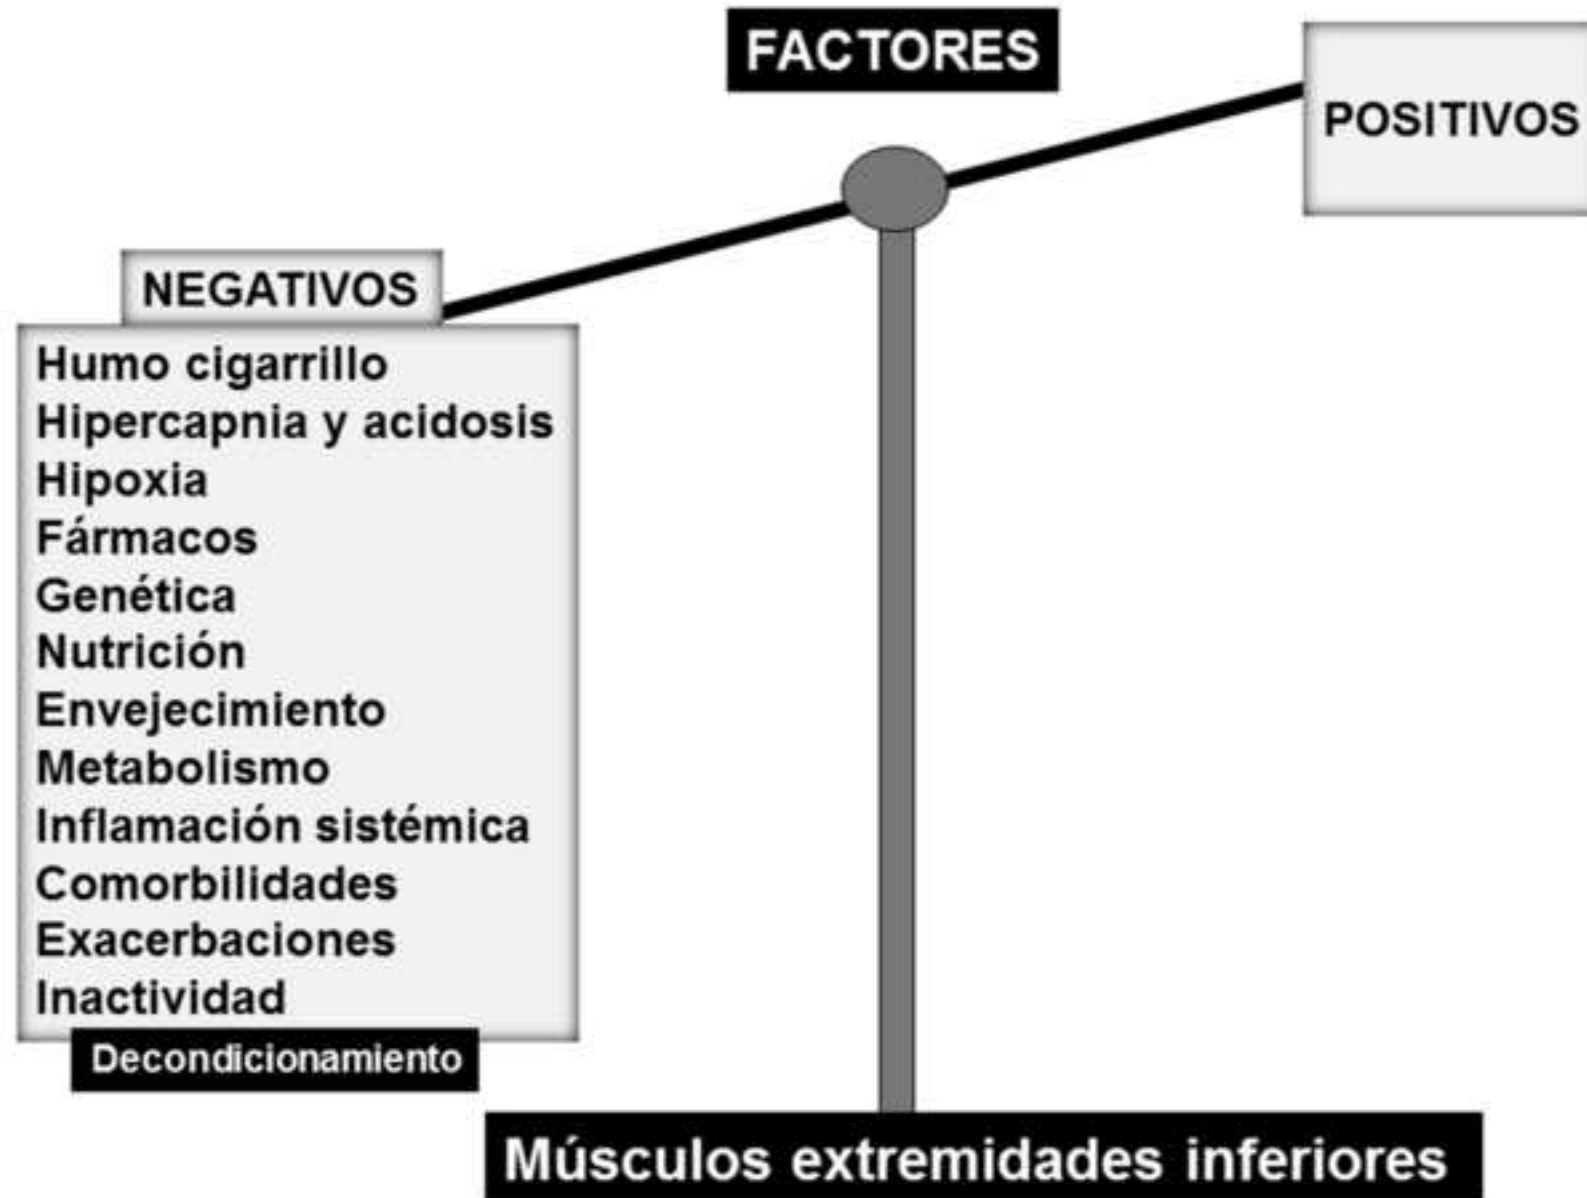 FACTORES
POSITIVOS
NEGATIVOS
Humo cigarrillo
Hipercapnia y acidosis
Hipoxia
Fármacos
Genética
Nutrición
Envejecimiento
Metabolismo
Inflamación sistémica
Comorbilidades
Exacerbaciones
Inactividad
Decondicionamiento
Músculos extremidades inferiores